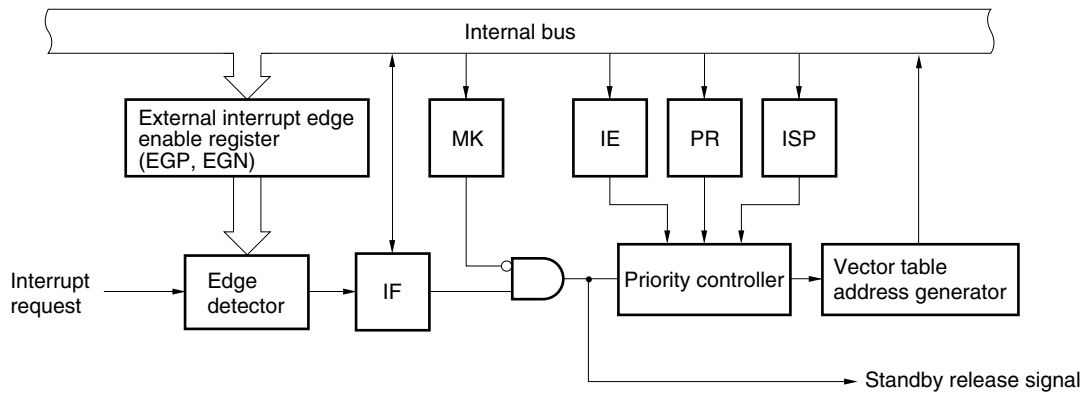 Internal bus
External interrupt edge
enable register
(EGP, EGN)
MK
IE
PR
ISP
Interrupt
request
Edge
detector
IF
Priority controller
Vector table
address generator
Standby release signal